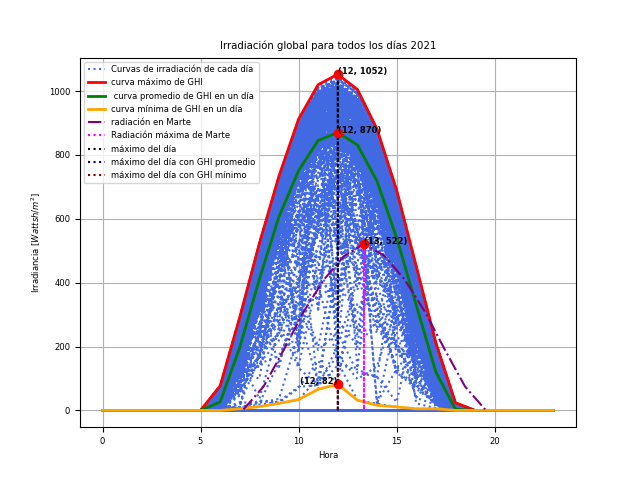 Irradiación global para todos los días 2021
Curvas de irradiación de cada día
curva máximo de GHI
curva promedio de GHI en un día
curva mínima de GHI en un día
radiación en Marte
Radiación máxima de Marte
máximo del día
máximo del día con GHI promedio
máximo del día con GHI mínimo
(12, 1052)
(12, 870)
(13, 522)
(12, 82)
1000
800
600
400
200
0
Irradiancia [Wattsh/m²]
0 5 10 15 20
Hora